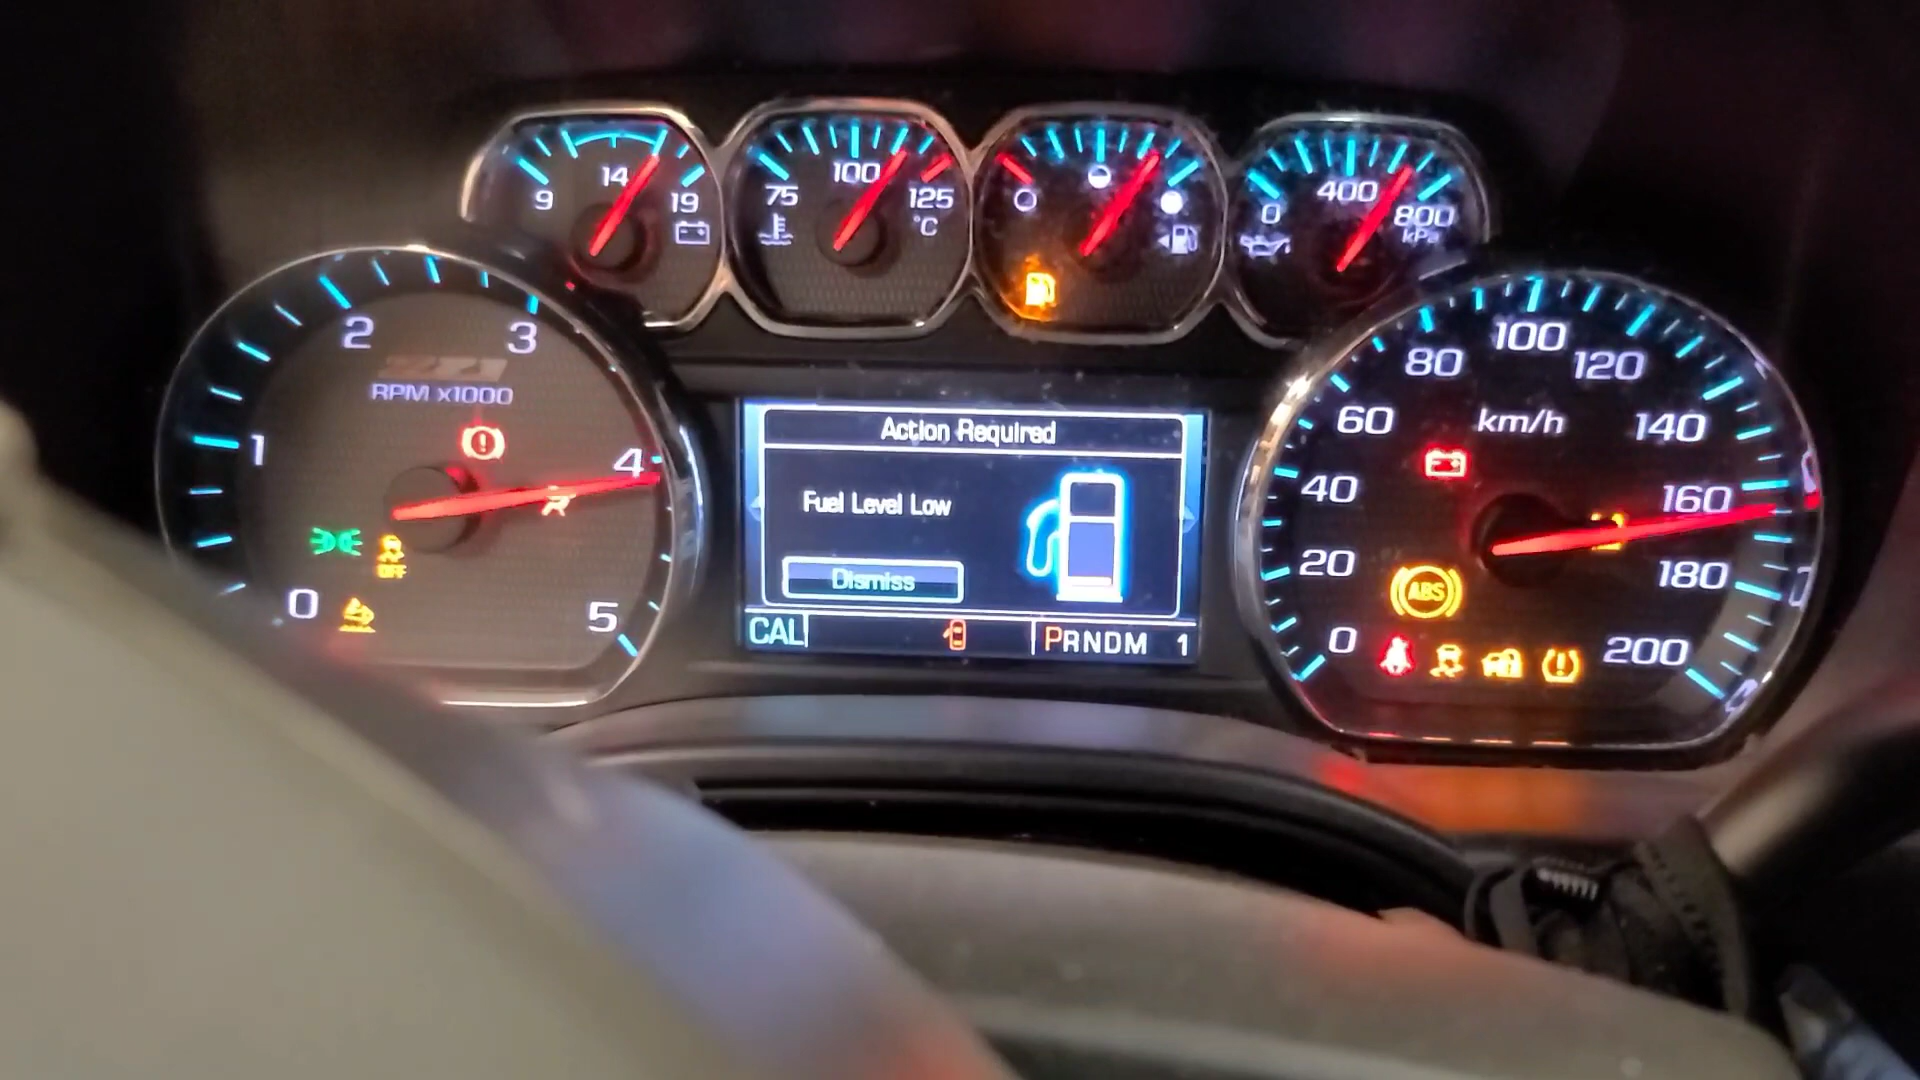 9 14 19
75 100 125
°C
0 400 800
kPa
0 1 2 3 4 5
RPM x1000
OFF
Action Required
Fuel Level Low
Dismiss
CAL
PRNDM 1
0 20 40 60 80 100 120 140 160 180 200
km/h
ABS